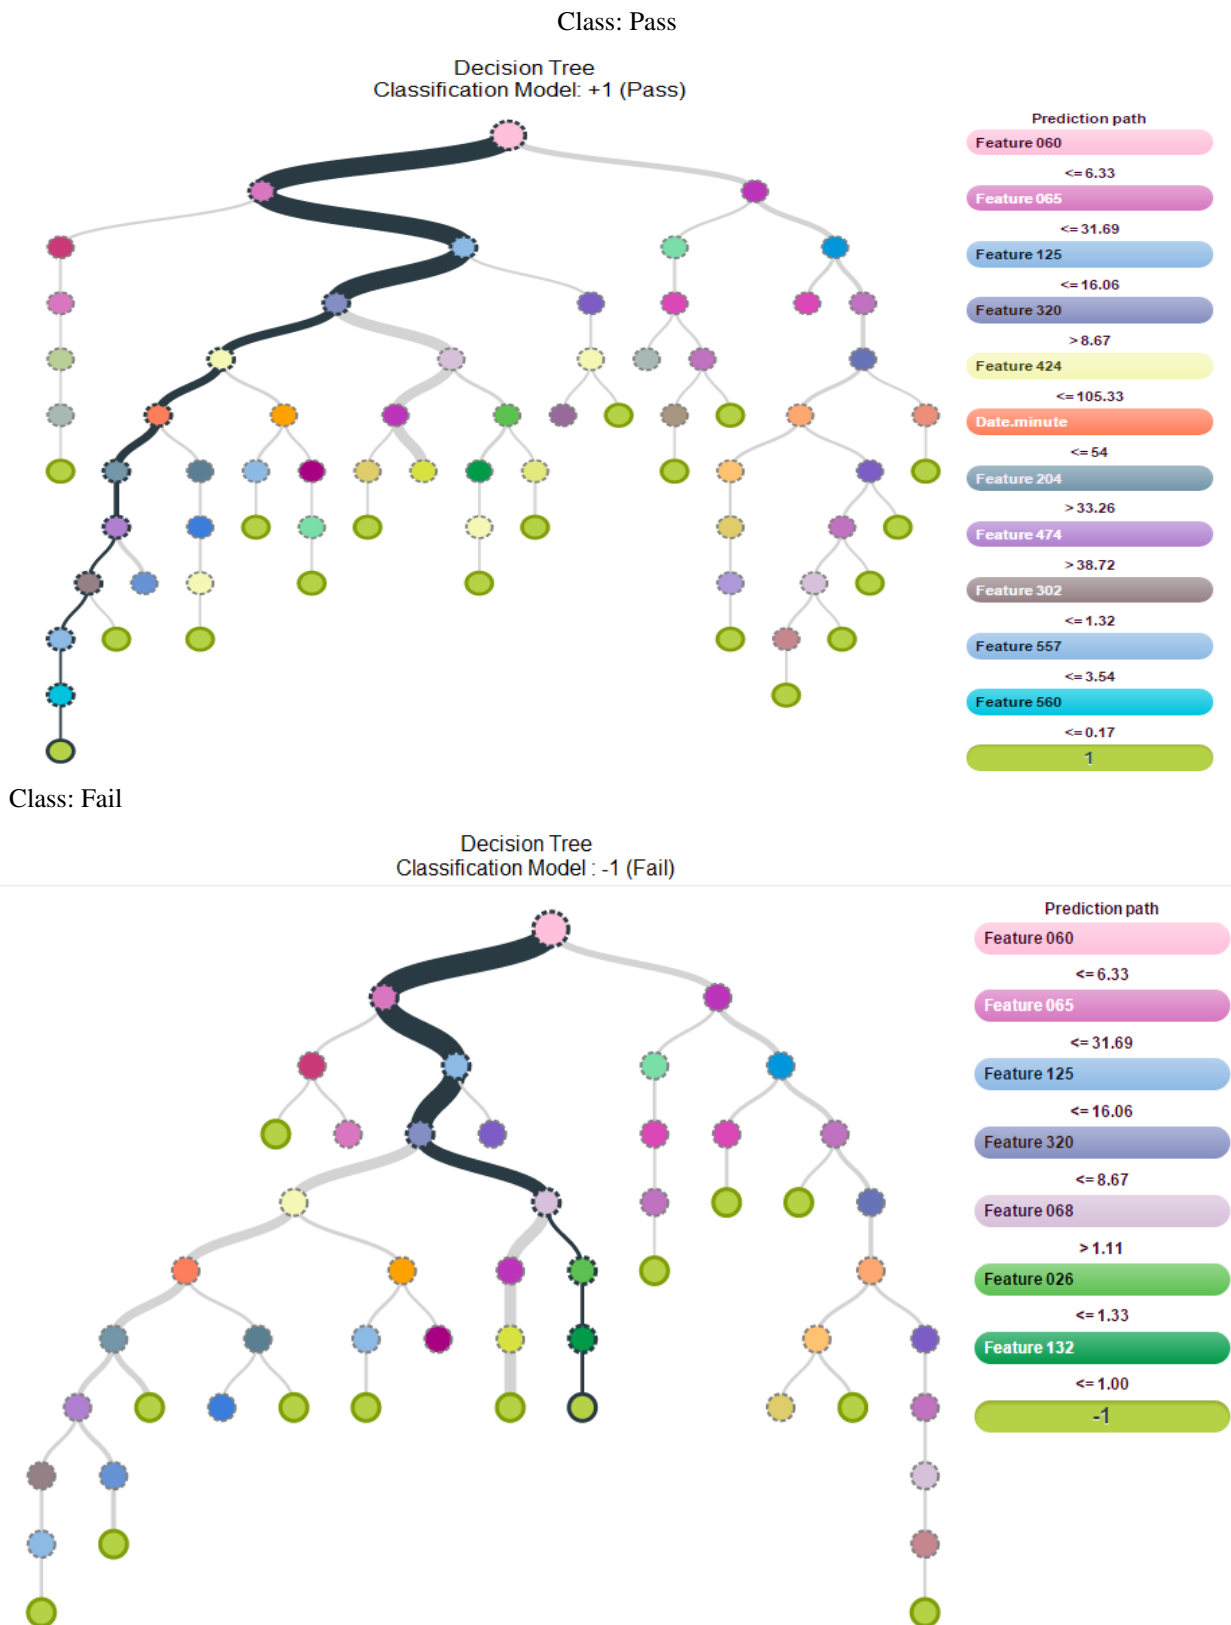 Class: Pass
Decision Tree
Classification Model: +1 (Pass)
Prediction path
Feature 060
<= 6.33
Feature 065
<= 31.69
Feature 125
<= 16.06
Feature 320
> 8.67
Feature 424
<= 105.33
Date.minute
<= 54
Feature 204
> 33.26
Feature 474
> 38.72
Feature 302
<= 1.32
Feature 557
<= 3.54
Feature 560
<= 0.17
1
Class: Fail
Decision Tree
Classification Model : -1 (Fail)
Prediction path
Feature 060
<= 6.33
Feature 065
<= 31.69
Feature 125
<= 16.06
Feature 320
<= 8.67
Feature 068
> 1.11
Feature 026
<= 1.33
Feature 132
<= 1.00
-1